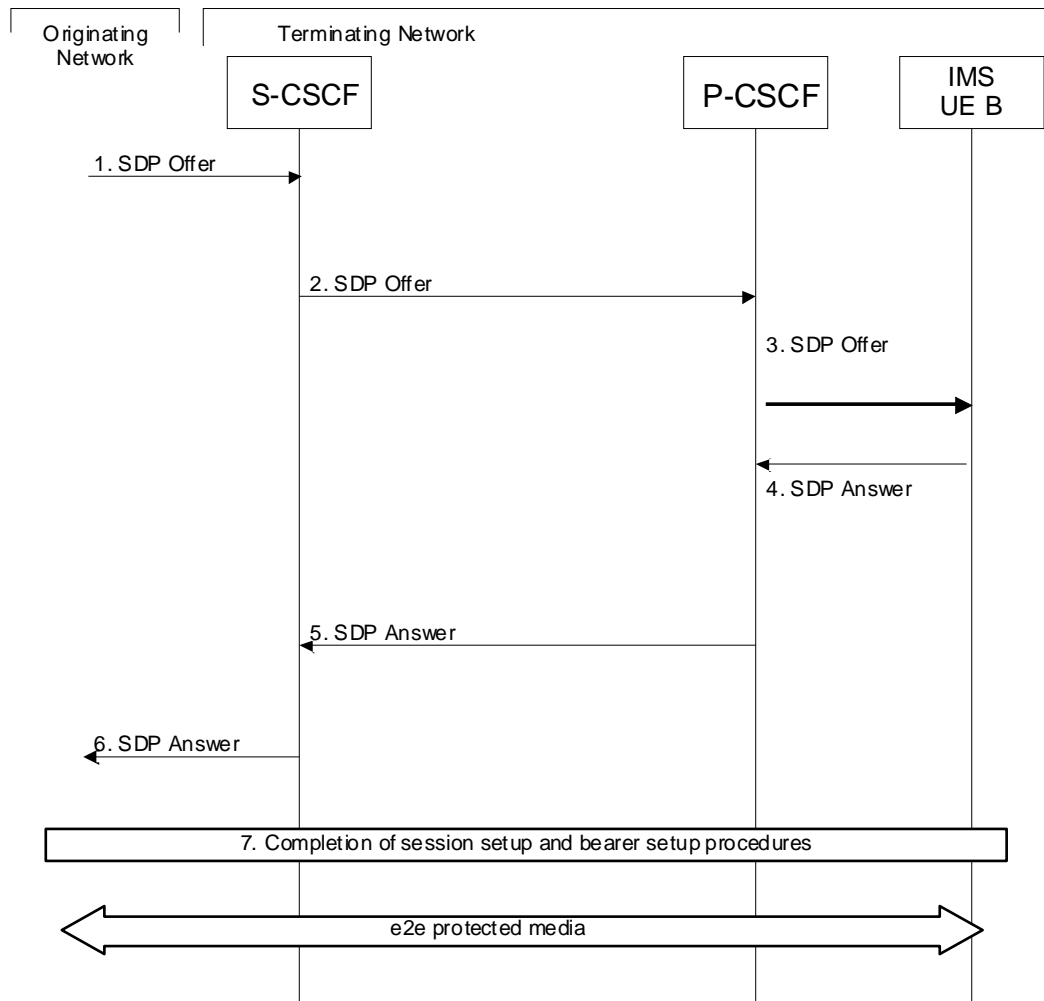 Originating
Network
Terminating Network
S-CSCF
P-CSCF
IMS
UE B
1. SDP Offer
2. SDP Offer
3. SDP Offer
4. SDP Answer
5. SDP Answer
6. SDP Answer
7. Completion of session setup and bearer setup procedures
e2e protected media